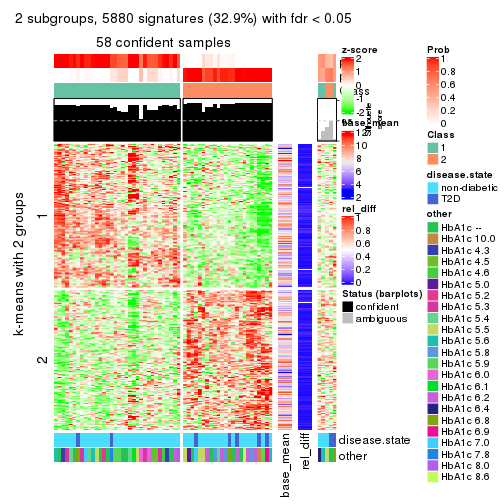 2 subgroups, 5880 signatures (32.9%) with fdr < 0.05
58 confident samples
k-means with 2 groups
1
2
z-score
2
1
-1
-2
base_mean
12
2
rel_diff
1
0.8
0.6
0.4
0.2
0
Status (barplots)
confident
ambiguous
Prob
1
0.8
0.6
0.4
0.2
0
Class
1
2
disease.state
non-diabetic
T2D
other
HbA1c --
HbA1c 10.0
HbA1c 4.3
HbA1c 4.5
HbA1c 4.6
HbA1c 5.0
HbA1c 5.2
HbA1c 5.3
HbA1c 5.4
HbA1c 5.5
HbA1c 5.6
HbA1c 5.8
HbA1c 5.9
HbA1c 6.0
HbA1c 6.1
HbA1c 6.2
HbA1c 6.4
HbA1c 6.8
HbA1c 6.9
HbA1c 7.0
HbA1c 7.8
HbA1c 8.0
HbA1c 8.6
disease.state
other
base_mean
rel_diff